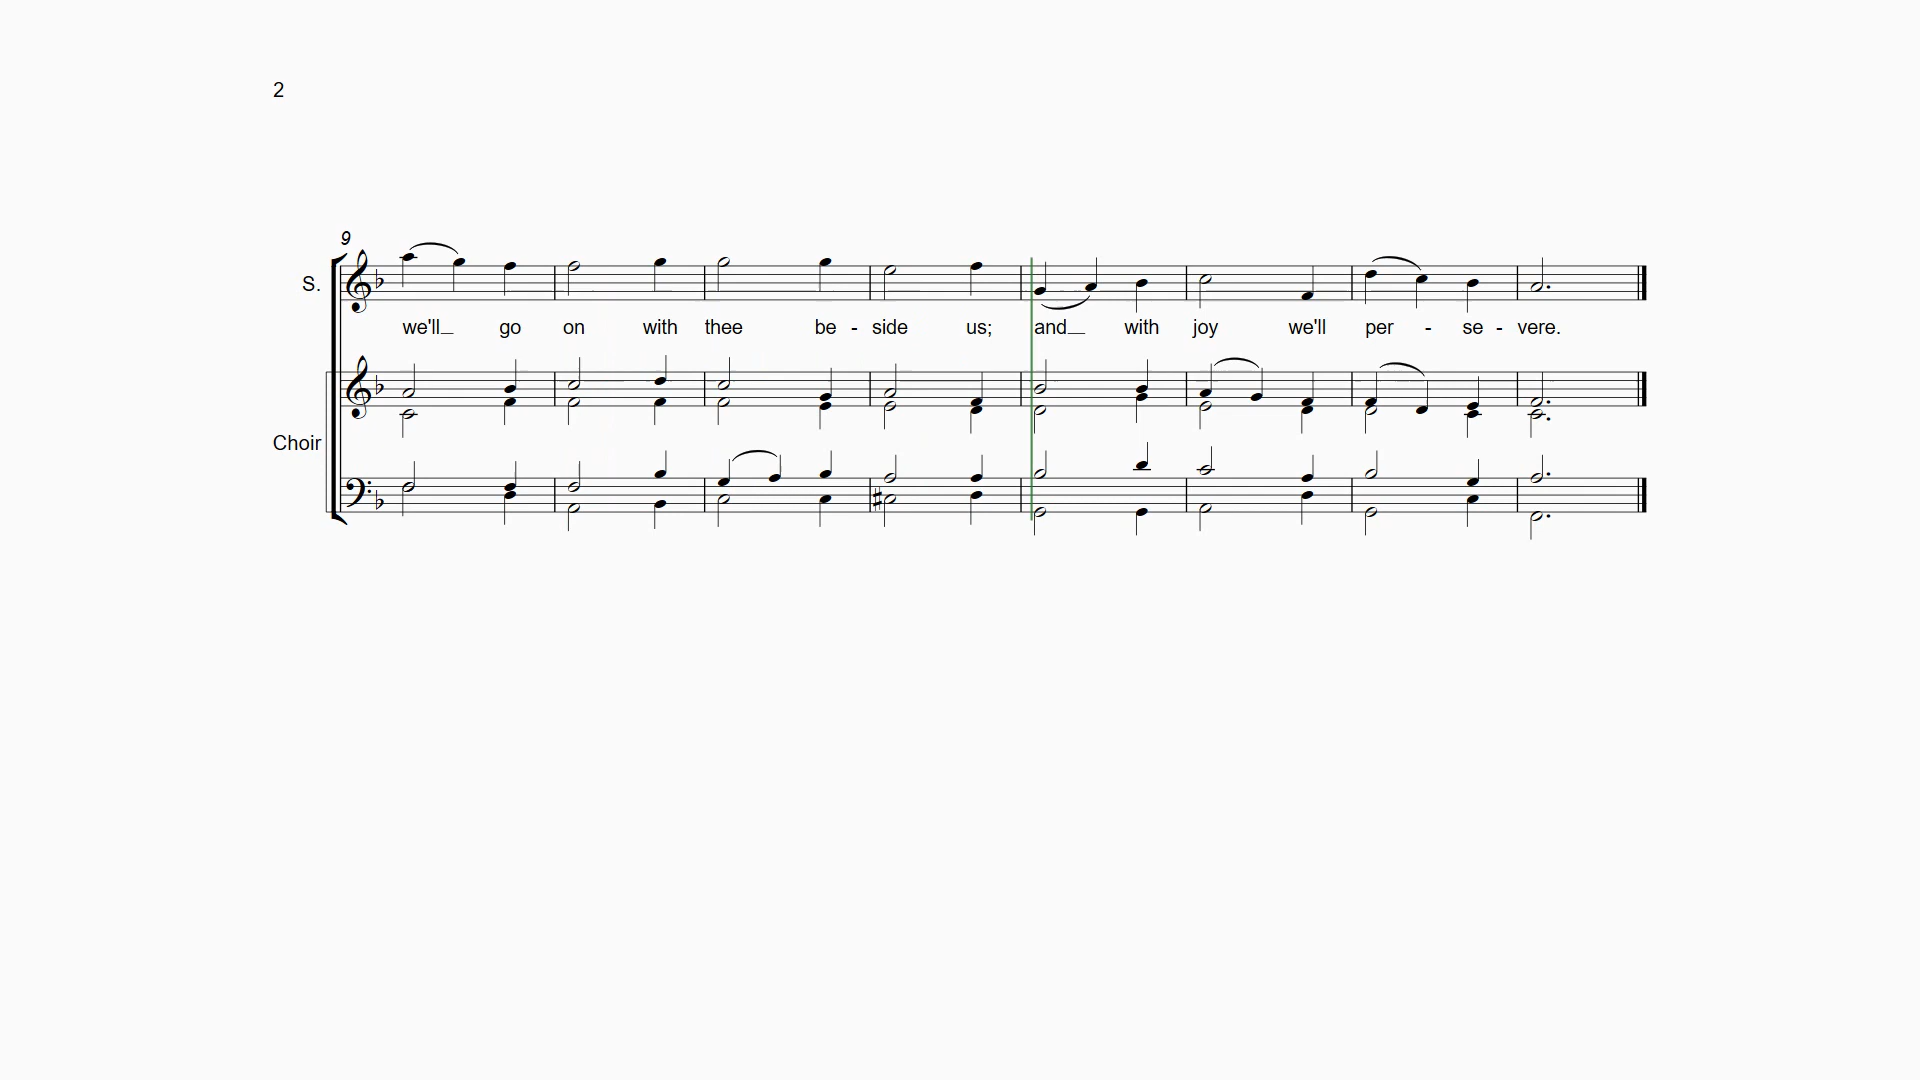 2
9
S.
we'll_ go on with thee be - side us; and_ with joy we'll per - se - vere.
Choir